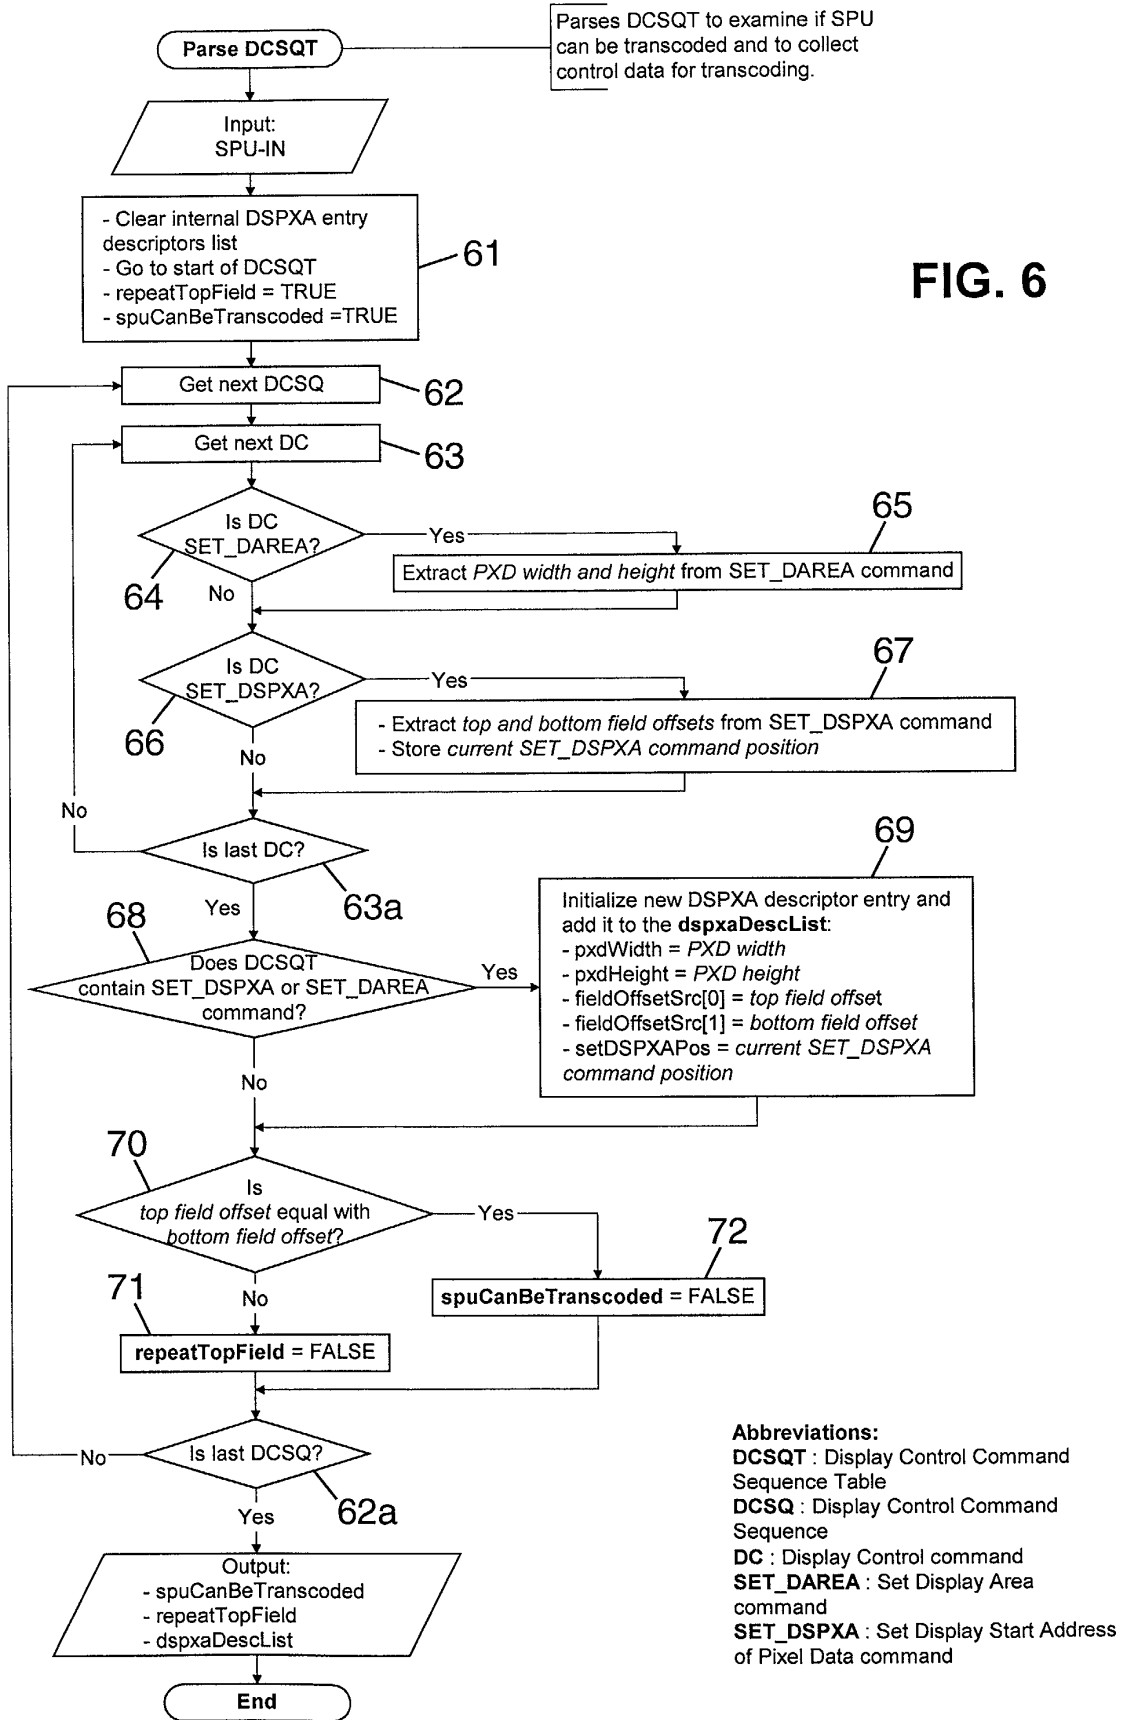 Parse DCSQT
Parses DCSQT to examine if SPU
can be transcoded and to collect
control data for transcoding.
Input:
SPU-IN
- Clear internal DSPXA entry
descriptors list
- Go to start of DCSQT
- repeatTopField = TRUE
- spuCanBeTranscoded =TRUE
61
FIG. 6
Get next DCSQ
62
Get next DC
63
Is DC
SET_DAREA?
64
Yes
No
65
Extract PXD width and height from SET_DAREA command
Is DC
SET_DSPXA?
66
Yes
No
67
- Extract top and bottom field offsets from SET_DSPXA command
- Store current SET_DSPXA command position
No
Is last DC?
63a
Yes
68
Does DCSQT
contain SET_DSPXA or SET_DAREA
command?
Yes
No
69
Initialize new DSPXA descriptor entry and
add it to the dspxaDescList:
- pxdWidth = PXD width
- pxdHeight = PXD height
- fieldOffsetSrc[0] = top field offset
- fieldOffsetSrc[1] = bottom field offset
- setDSPXAPos = current SET_DSPXA
command position
70
Is
top field offset equal with
bottom field offset?
Yes
No
72
spuCanBeTranscoded = FALSE
71
repeatTopField = FALSE
No
Is last DCSQ?
62a
Yes
Output:
- spuCanBeTranscoded
- repeatTopField
- dspxaDescList
End
Abbreviations:
DCSQT : Display Control Command
Sequence Table
DCSQ : Display Control Command
Sequence
DC : Display Control command
SET_DAREA : Set Display Area
command
SET_DSPXA : Set Display Start Address
of Pixel Data command